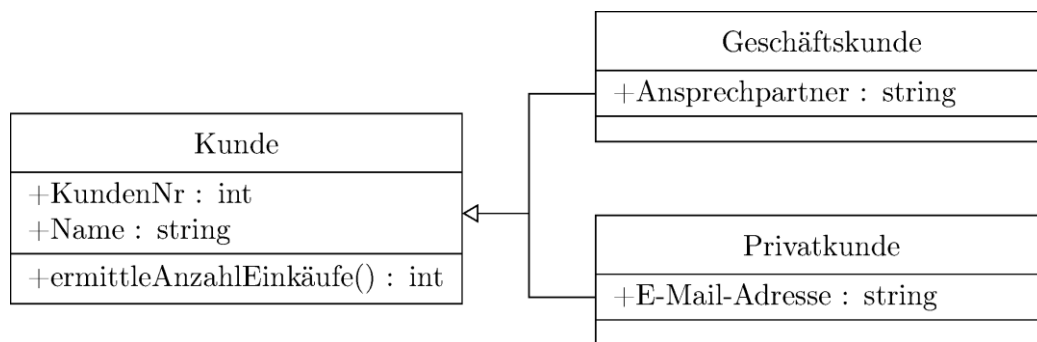 Geschäftskunde
+Ansprechpartner : string
Kunde
+KundenNr : int
+Name : string
+ermittleAnzahlEinkäufe() : int
Privatkunde
+E-Mail-Adresse : string